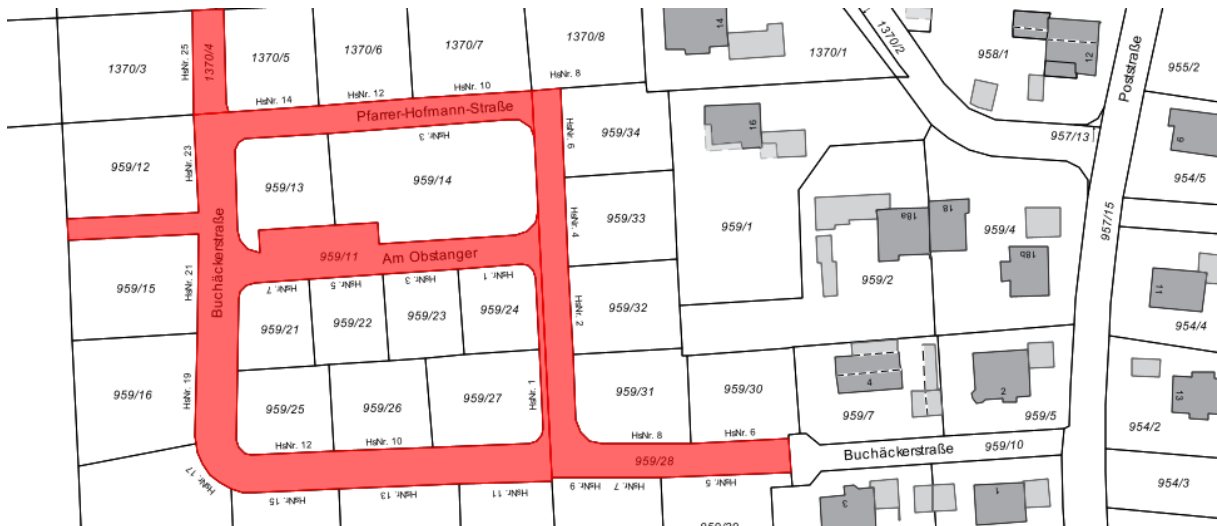 1370/3
HsNr. 25
1370/4
1370/5
1370/6
1370/7
1370/8
14
1370/1
1370/2
958/1
12
Poststraße
955/2
HsNr. 14
HsNr. 12
HsNr. 10
HsNr. 8
Pfarrer-Hofmann-Straße
HsNr. 3
HsNr. 6
959/34
16
957/13
9
954/5
959/12
HsNr. 23
959/13
959/14
959/33
HsNr. 4
959/1
18a
18
959/4
957/15
18b
959/2
959/11
Am Obstanger
959/15
HsNr. 21
Buchäckerstraße
HsNr. 7
HsNr. 5
HsNr. 3
HsNr. 1
959/21
959/22
959/23
959/24
HsNr. 2
959/32
11
954/4
959/16
HsNr. 19
959/25
959/26
959/27
HsNr. 1
959/31
959/30
4
959/7
2
959/5
13
954/2
HsNr. 12
HsNr. 10
HsNr. 8
HsNr. 6
959/28
Buchäckerstraße
959/10
HsNr. 17
HsNr. 15
HsNr. 13
HsNr. 11
HsNr. 9
HsNr. 7
HsNr. 5
3
1
954/3